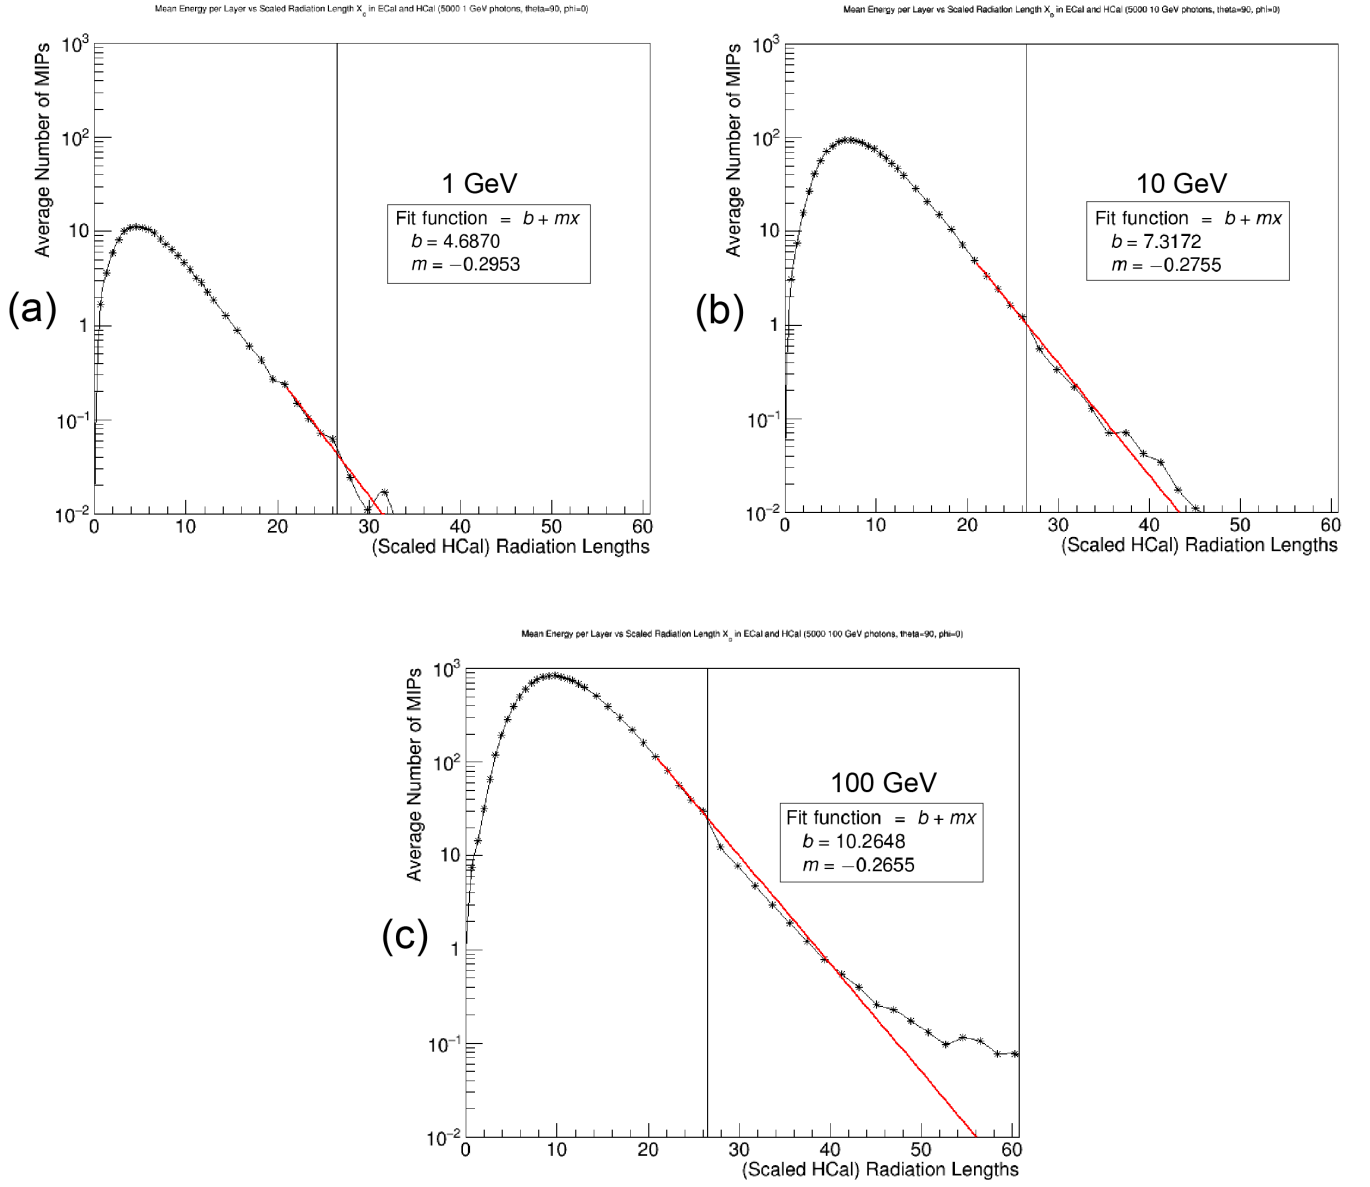 Mean Energy per Layer vs Scaled Radiation Length X₀ in ECal and HCal (5000 1 GeV photons, theta=90, phi=0)
Average Number of MIPs
10³
10²
10
1
10⁻¹
10⁻²
1 GeV
Fit function = b + mx
b = 4.6870
m = −0.2953
(a)
0 10 20 30 40 50 60
(Scaled HCal) Radiation Lengths
Mean Energy per Layer vs Scaled Radiation Length X₀ in ECal and HCal (5000 10 GeV photons, theta=90, phi=0)
Average Number of MIPs
10³
10²
10
1
10⁻¹
10⁻²
10 GeV
Fit function = b + mx
b = 7.3172
m = −0.2755
(b)
0 10 20 30 40 50 60
(Scaled HCal) Radiation Lengths
Mean Energy per Layer vs Scaled Radiation Length X₀ in ECal and HCal (5000 100 GeV photons, theta=90, phi=0)
Average Number of MIPs
10³
10²
10
1
10⁻¹
10⁻²
100 GeV
Fit function = b + mx
b = 10.2648
m = −0.2655
(c)
0 10 20 30 40 50 60
(Scaled HCal) Radiation Lengths